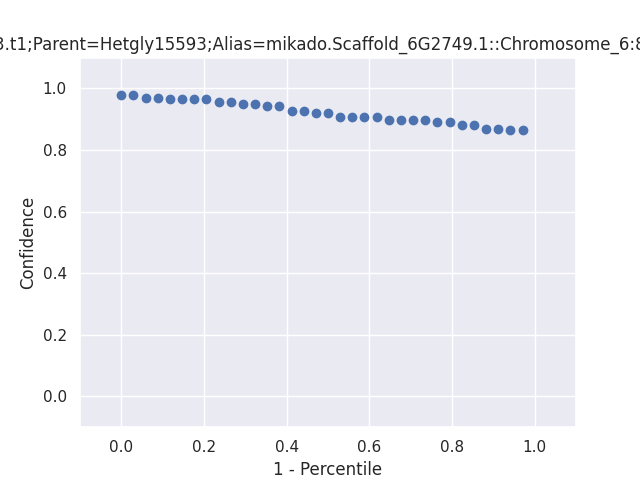 3.t1;Parent=Hetgly15593;Alias=mikado.Scaffold_6G2749.1::Chromosome_6:8
1.0
0.8
0.6
0.4
0.2
0.0
Confidence
0.0 0.2 0.4 0.6 0.8 1.0
1 - Percentile